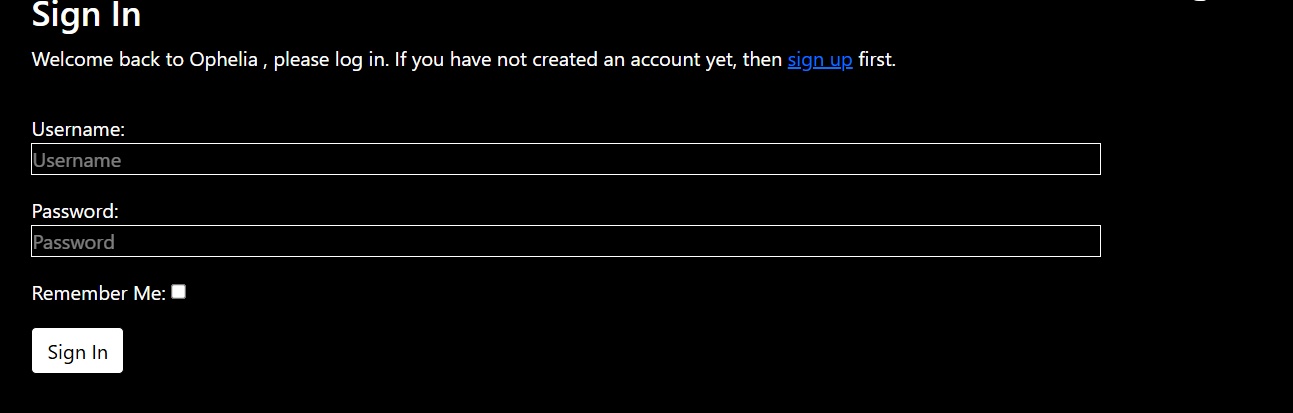 Sign In
Welcome back to Ophelia , please log in. If you have not created an account yet, then sign up first.
Username:
Username
Password:
Password
Remember Me:
Sign In